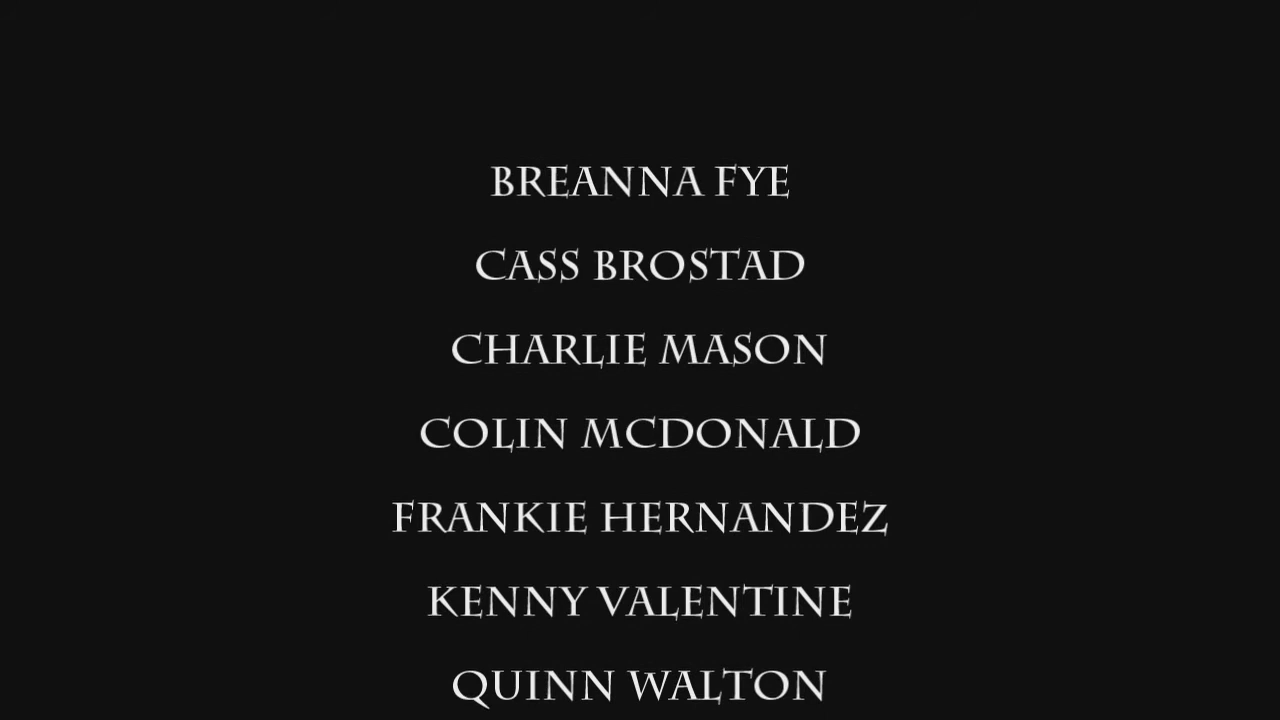 BREANNA FYE
CASS BROSTAD
CHARLIE MASON
COLIN MCDONALD
FRANKIE HERNANDEZ
KENNY VALENTINE
QUINN WALTON